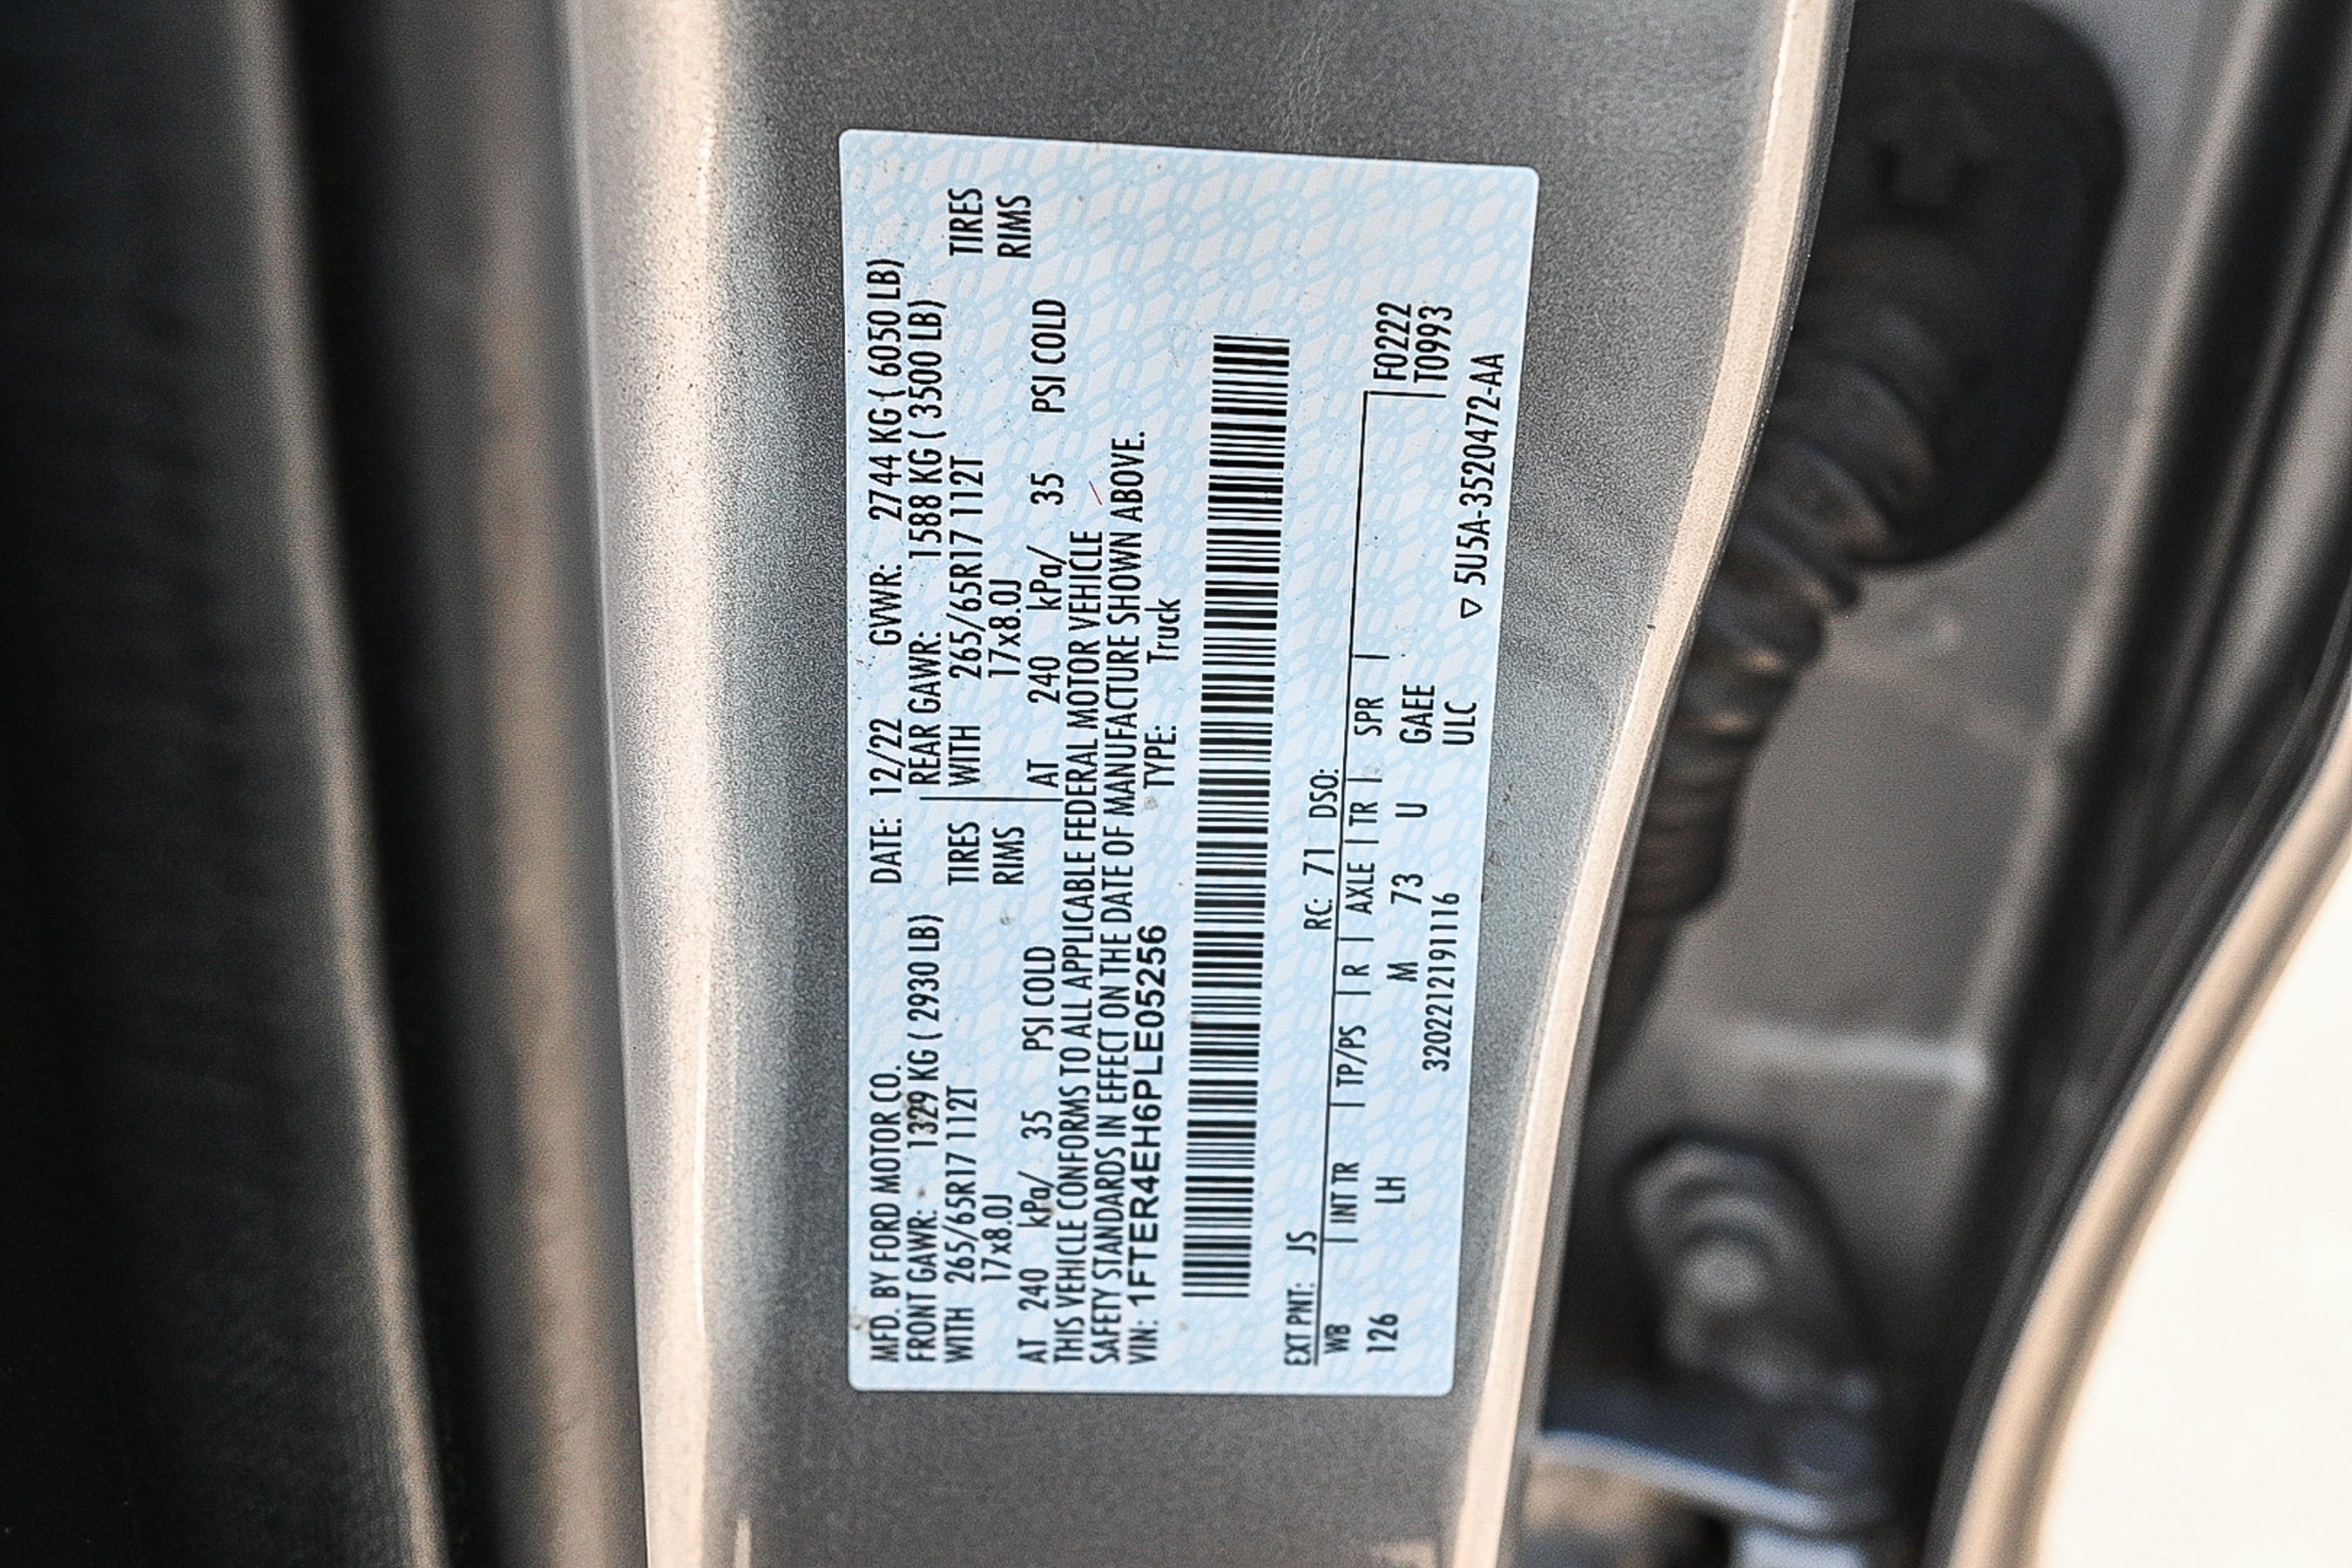 MFD. BY FORD MOTOR CO. DATE: 12/22 GVWR: 2744 KG ( 6050 LB)
FRONT GAWR: 1329 KG ( 2930 LB) REAR GAWR: 1588 KG ( 3500 LB)
WITH 265/65R17 112T TIRES WITH 265/65R17 112T TIRES
17x8.0J RIMS 17x8.0J RIMS
AT 240 kPa/ 35 PSI COLD AT 240 kPa/ 35 PSI COLD
THIS VEHICLE CONFORMS TO ALL APPLICABLE FEDERAL MOTOR VEHICLE
SAFETY STANDARDS IN EFFECT ON THE DATE OF MANUFACTURE SHOWN ABOVE.
VIN: 1FTER4EH6PLE05256 TYPE: Truck
EXT PNT: JS RC: 71 DSO:
WB | INT TR | TP/PS | R | AXLE | TR | SPR | F0222
126 LH M 73 U GAEE T0993
3202212191116 ULC
▽ 5U5A-3520472-AA